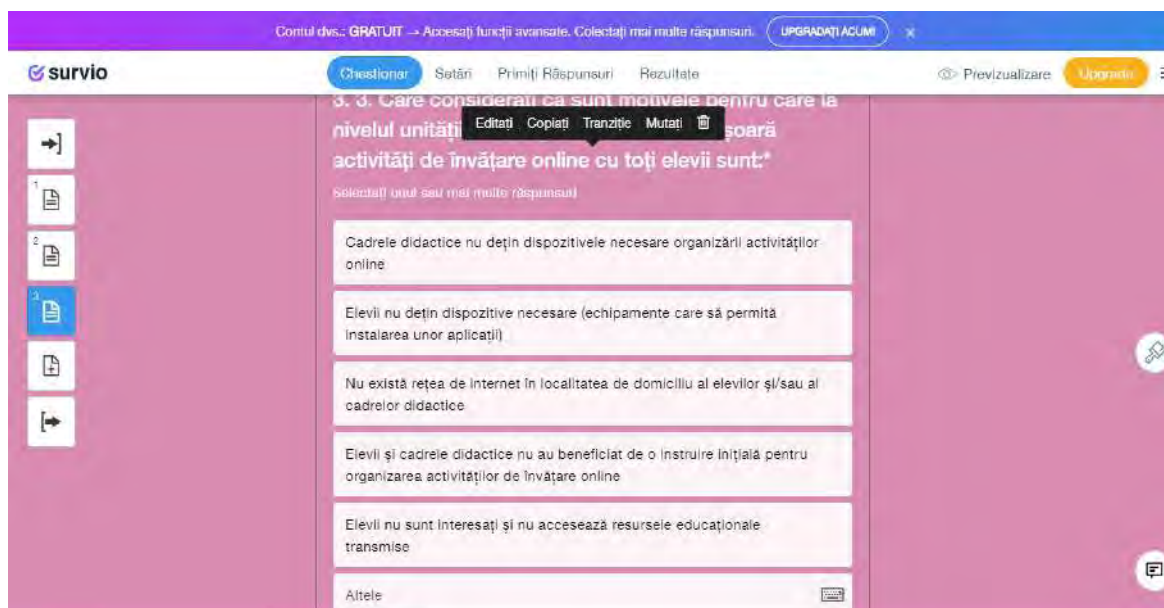 Contul dvs.: GRATUIT → Accesați funcții avansate. Colectați mai multe răspunsuri. UPGRADAȚI ACUM!
survio
Chestionar Setări Primiți Răspunsuri Rezultate Previzualizare Upgrade
3. 3. Care considerați că sunt motivele pentru care la
nivelul unității șoară
Editați Copiați Tranziție Mutați
activități de învățare online cu toți elevii sunt:*
Selectați unul sau mai multe răspunsuri
1
2
3
Cadrele didactice nu dețin dispozitivele necesare organizării activităților
online
Elevii nu dețin dispozitive necesare (echipamente care să permită
instalarea unor aplicații)
Nu există rețea de internet în localitatea de domiciliu al elevilor și/sau al
cadrelor didactice
Elevii și cadrele didactice nu au beneficiat de o instruire inițială pentru
organizarea activităților de învățare online
Elevii nu sunt interesați și nu accesează resursele educaționale
transmise
Altele